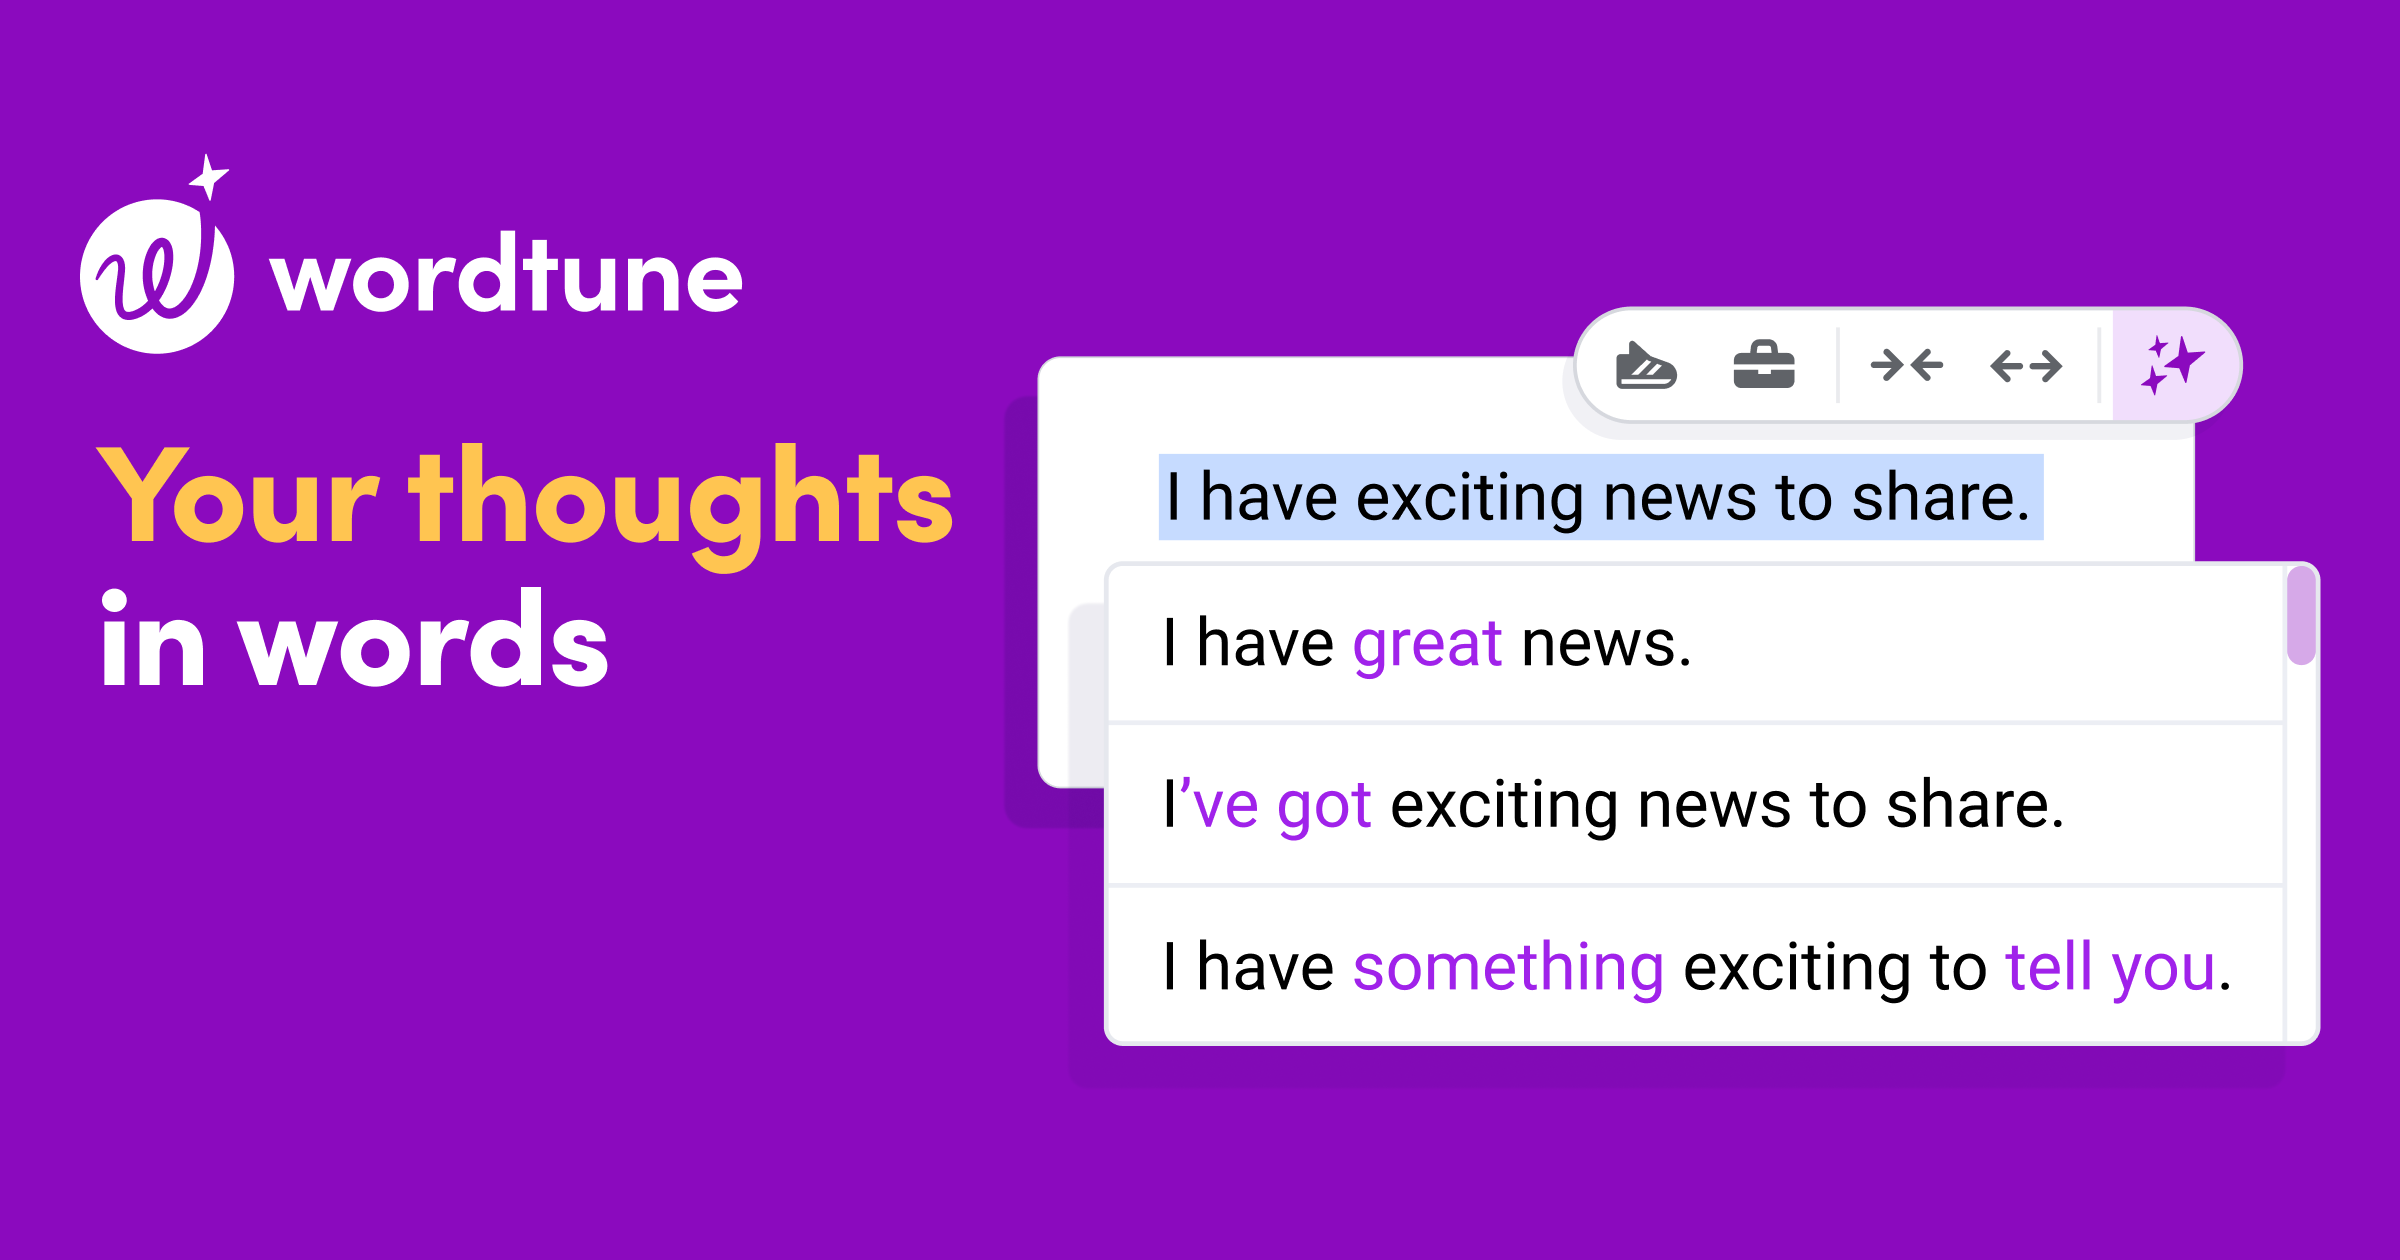 wordtune
Your thoughts
in words
I have exciting news to share.
I have great news.
I’ve got exciting news to share.
I have something exciting to tell you.